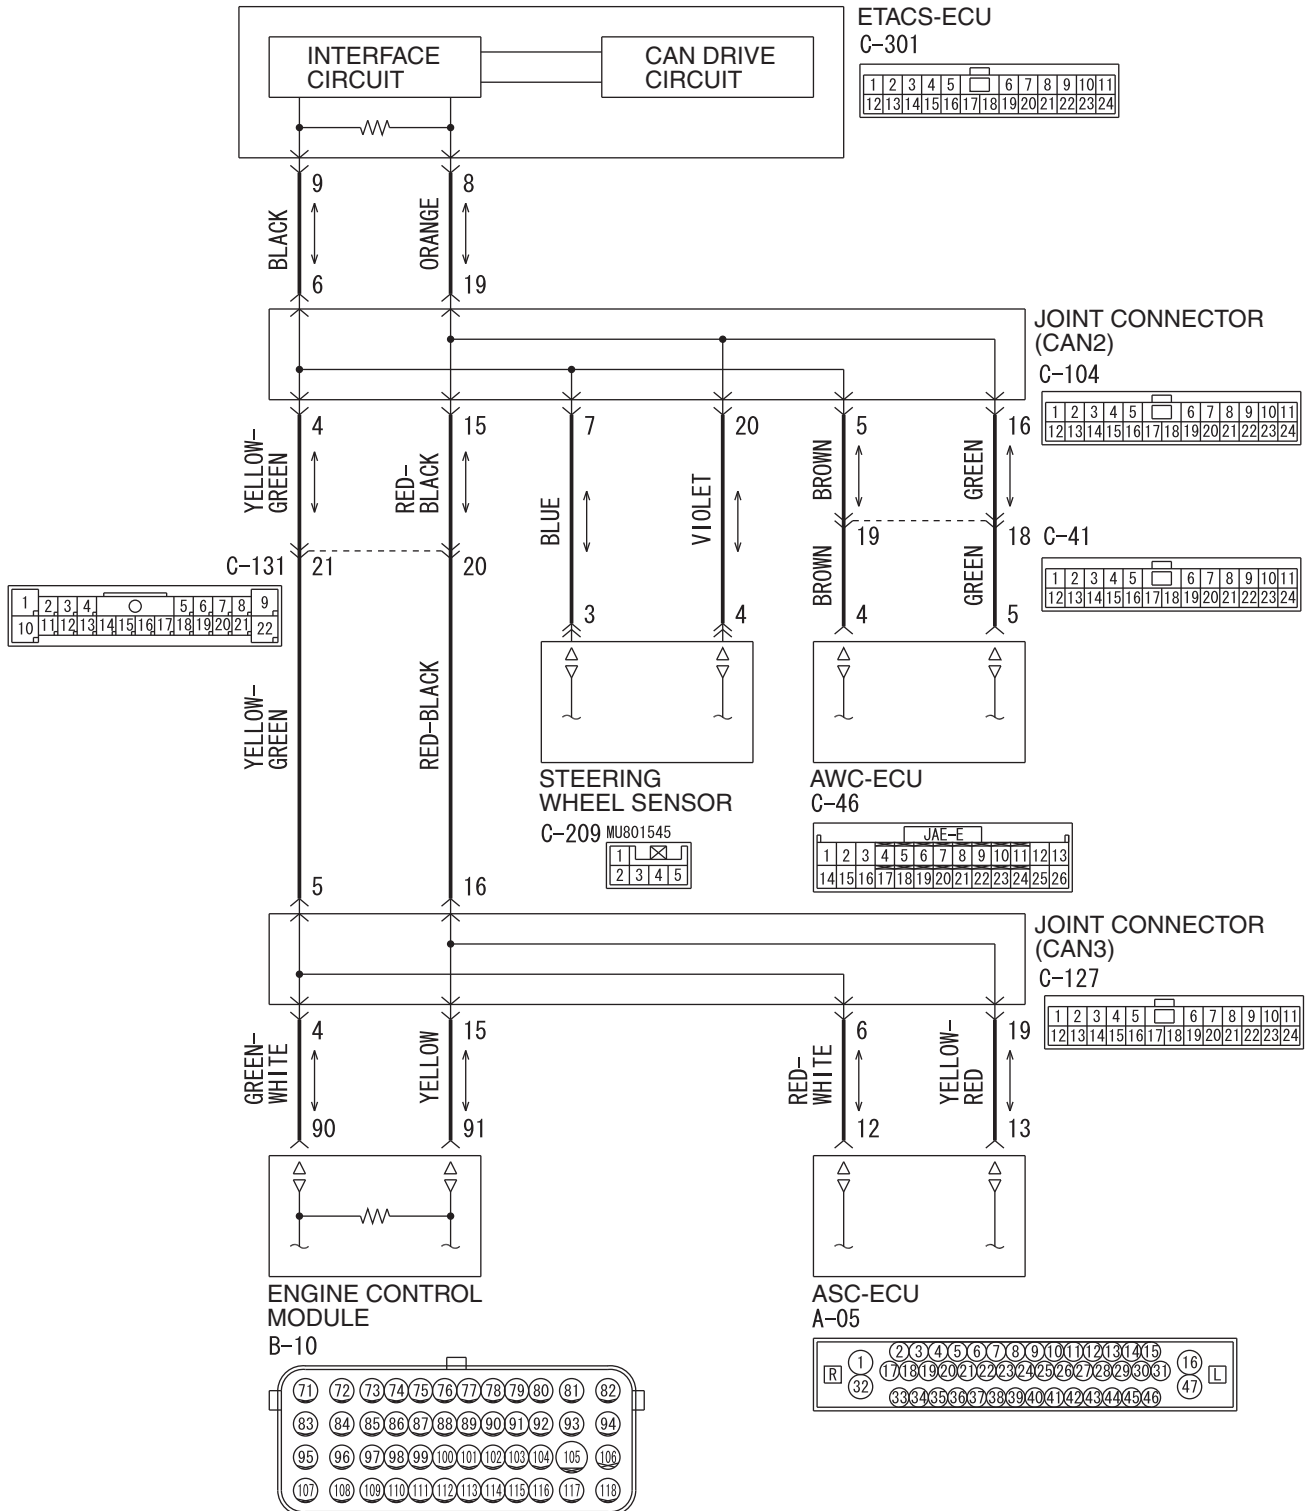 ETACS-ECU
C-301
INTERFACE
CIRCUIT
CAN DRIVE
CIRCUIT
1 2 3 4 5 6 7 8 9 10 11
12 13 14 15 16 17 18 19 20 21 22 23 24
9 8
BLACK
ORANGE
6 19
JOINT CONNECTOR
(CAN2)
C-104
1 2 3 4 5 6 7 8 9 10 11
12 13 14 15 16 17 18 19 20 21 22 23 24
4 15 7 20 5 16
YELLOW-
GREEN
RED-
BLACK
BLUE
VIOLET
BROWN
GREEN
C-131 21 20
19 18 C-41
1 2 3 4 5 6 7 8 9 10 11
12 13 14 15 16 17 18 19 20 21 22 23 24
1 2 3 4 5 6 7 8 9
10 11 12 13 14 15 16 17 18 19 20 21 22
BROWN
GREEN
3 4 4 5
YELLOW-
GREEN
RED-BLACK
STEERING
WHEEL SENSOR
C-209 MU801545
1
2 3 4 5
AWC-ECU
C-46
JAE-E
1 2 3 4 5 6 7 8 9 10 11 12 13
14 15 16 17 18 19 20 21 22 23 24 25 26
5 16
JOINT CONNECTOR
(CAN3)
C-127
1 2 3 4 5 6 7 8 9 10 11
12 13 14 15 16 17 18 19 20 21 22 23 24
4 15 6 19
GREEN-
WHITE
YELLOW
RED-
WHITE
YELLOW-
RED
90 91 12 13
ENGINE CONTROL
MODULE
B-10
71 72 73 74 75 76 77 78 79 80 81 82
83 84 85 86 87 88 89 90 91 92 93 94
95 96 97 98 99 100 101 102 103 104 105 106
107 108 109 110 111 112 113 114 115 116 117 118
ASC-ECU
A-05
R
1 2 3 4 5 6 7 8 9 10 11 12 13 14 15 16
17 18 19 20 21 22 23 24 25 26 27 28 29 30 31
32 33 34 35 36 37 38 39 40 41 42 43 44 45 46 47
L